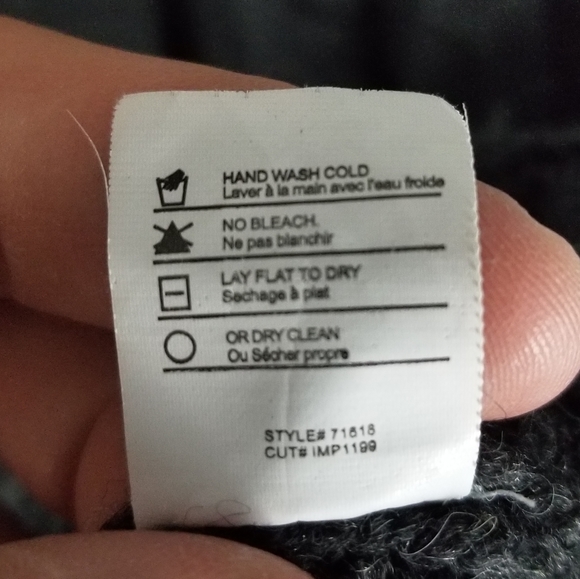 HAND WASH COLD
Laver à la main avec l'eau froide
NO BLEACH.
Ne pas blanchir
LAY FLAT TO DRY
Sechage à plat
OR DRY CLEAN
Ou Sécher propre
STYLE# 71618
CUT# IMP1199